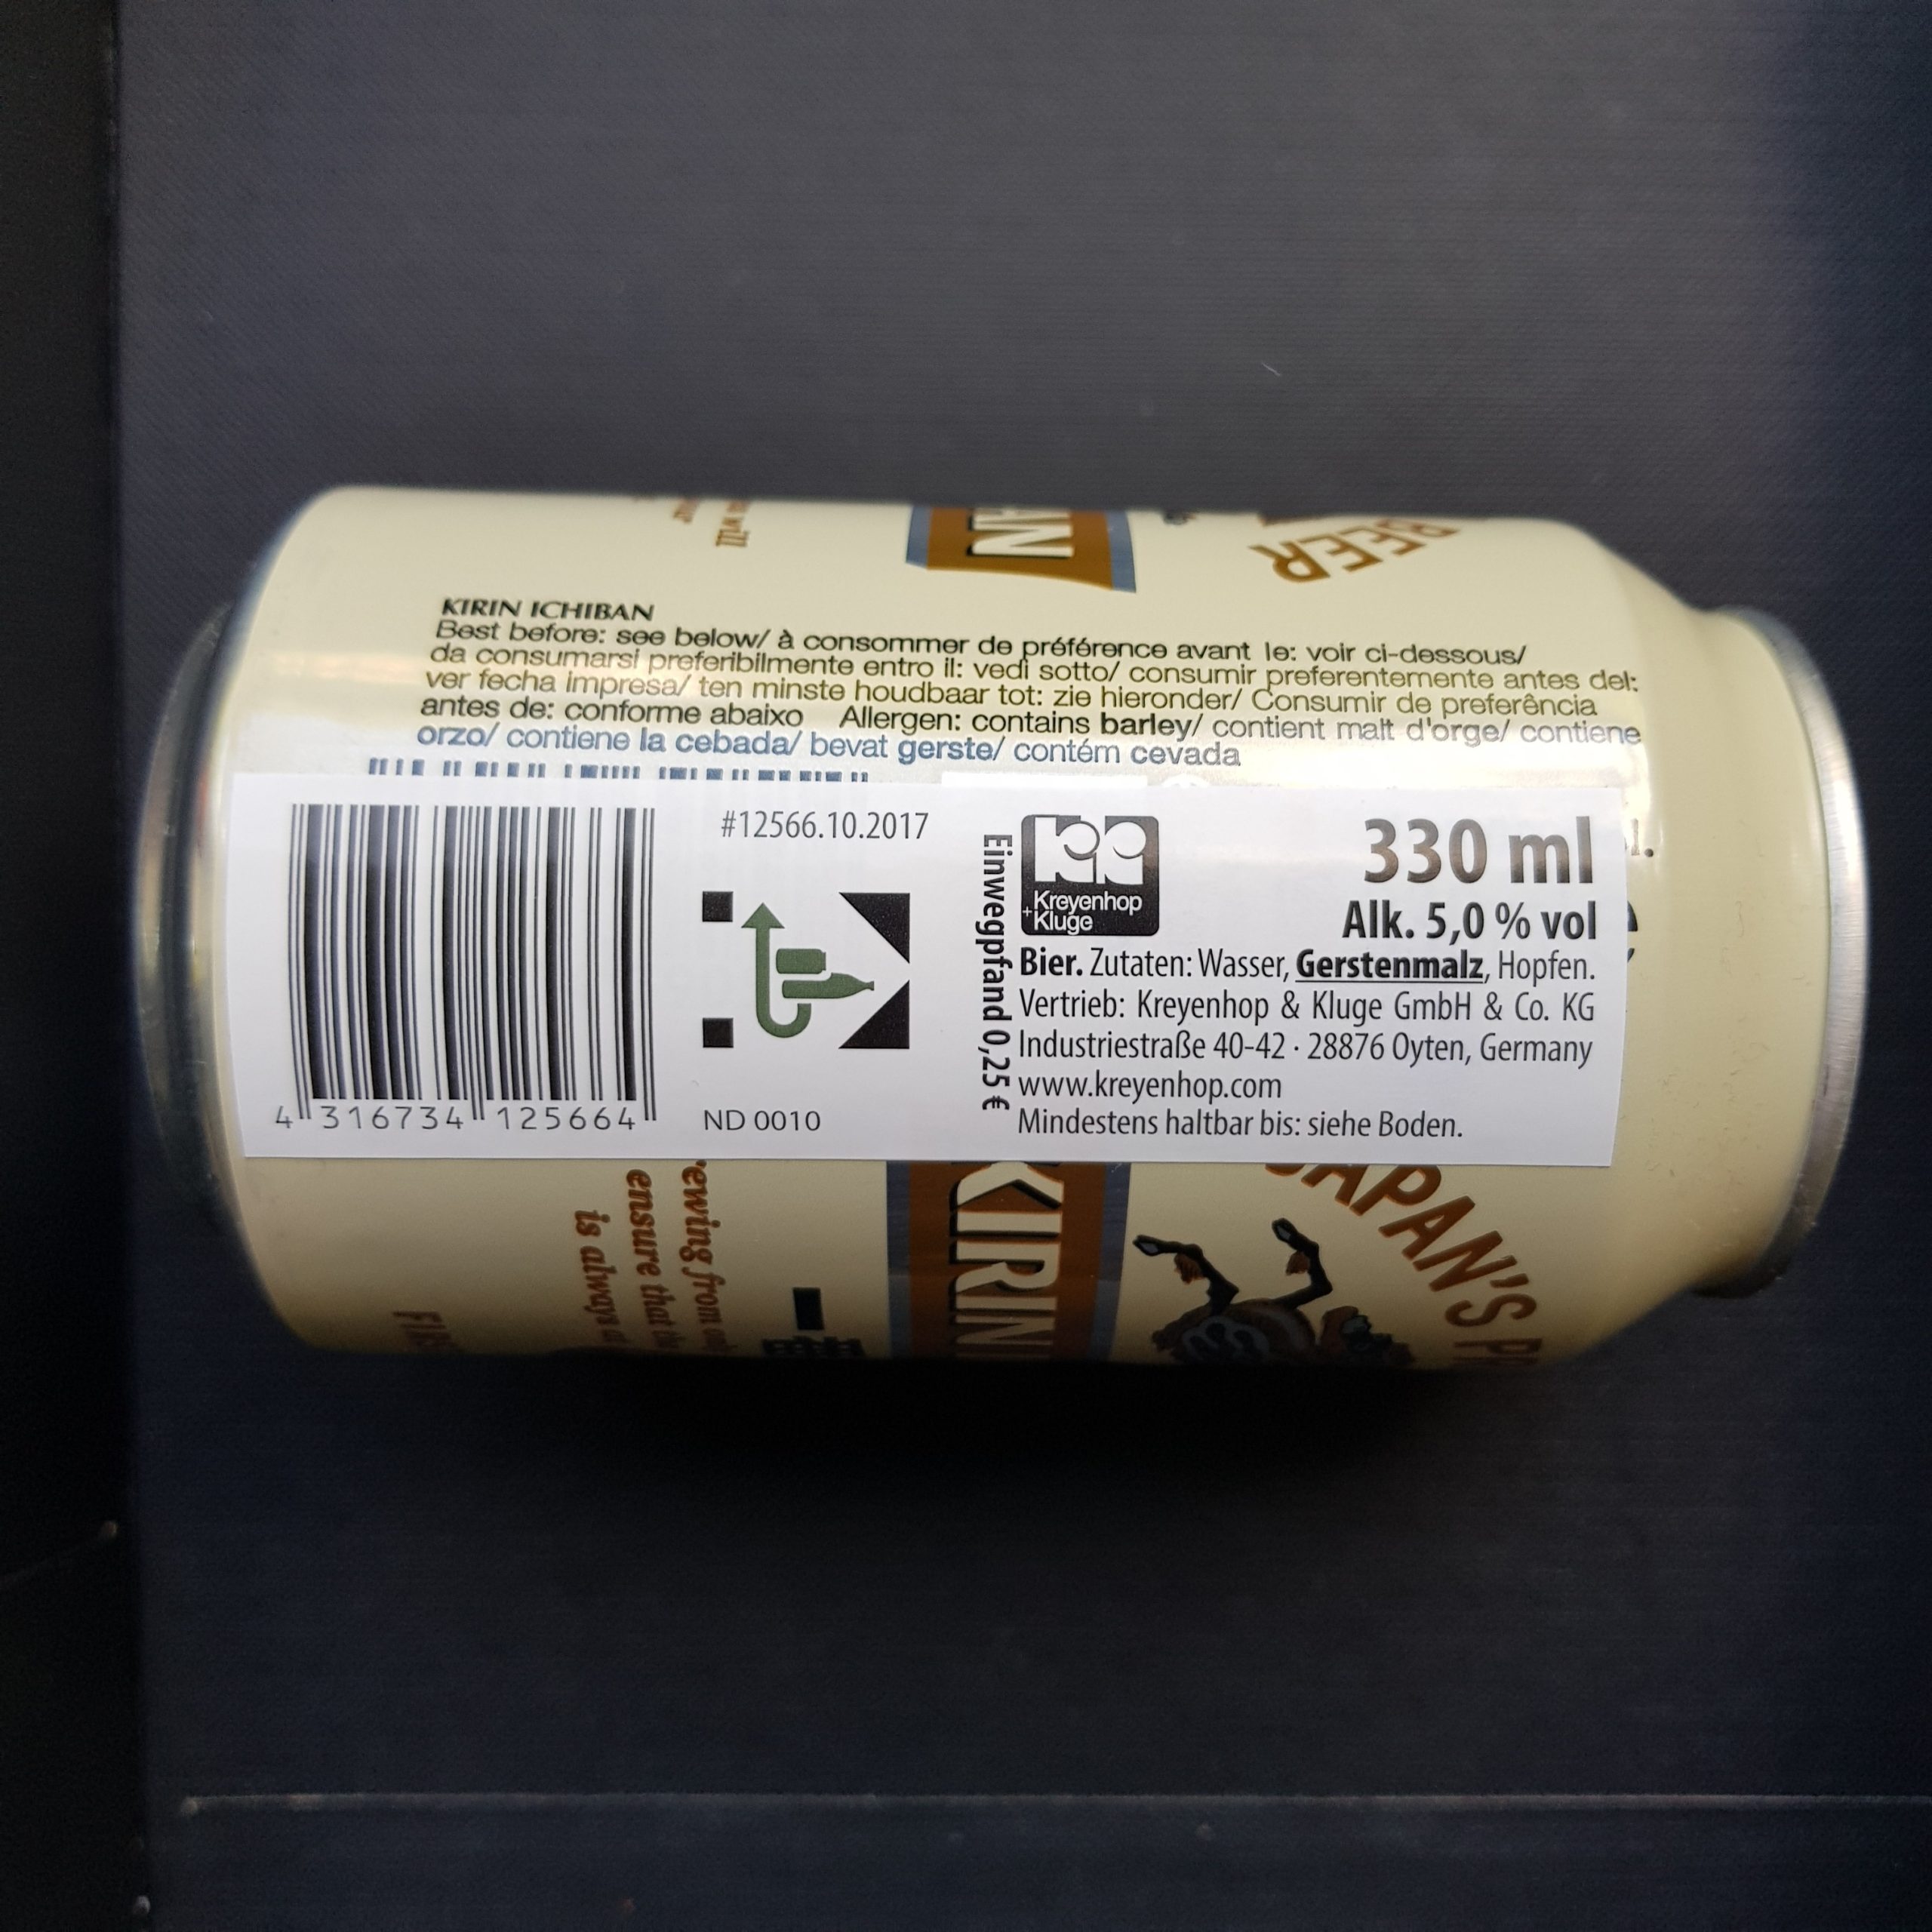 will
AN
BEER
KIRIN ICHIBAN
Best before: see below/ à consommer de préférence avant le: voir ci-dessous/
da consumarsi preferibilmente entro il: vedi sotto/ consumir preferentemente antes del:
ver fecha impresa/ ten minste houdbaar tot: zie hieronder/ Consumir de preferência
antes de: conforme abaixo Allergen: contains barley/ contient malt d'orge/ contiene
orzo/ contiene la cebada/ bevat gerste/ contém cevada
#12566.10.2017
4 316734 125664
ND 0010
Einwegpfand 0,25 €
Kreyenhop
+Kluge
330 ml
Alk. 5,0 % vol
Bier. Zutaten: Wasser, Gerstenmalz, Hopfen.
Vertrieb: Kreyenhop & Kluge GmbH & Co. KG
Industriestraße 40-42 · 28876 Oyten, Germany
www.kreyenhop.com
Mindestens haltbar bis: siehe Boden.
JAPAN'S
KIRIN
ewing from
ensure that
is always